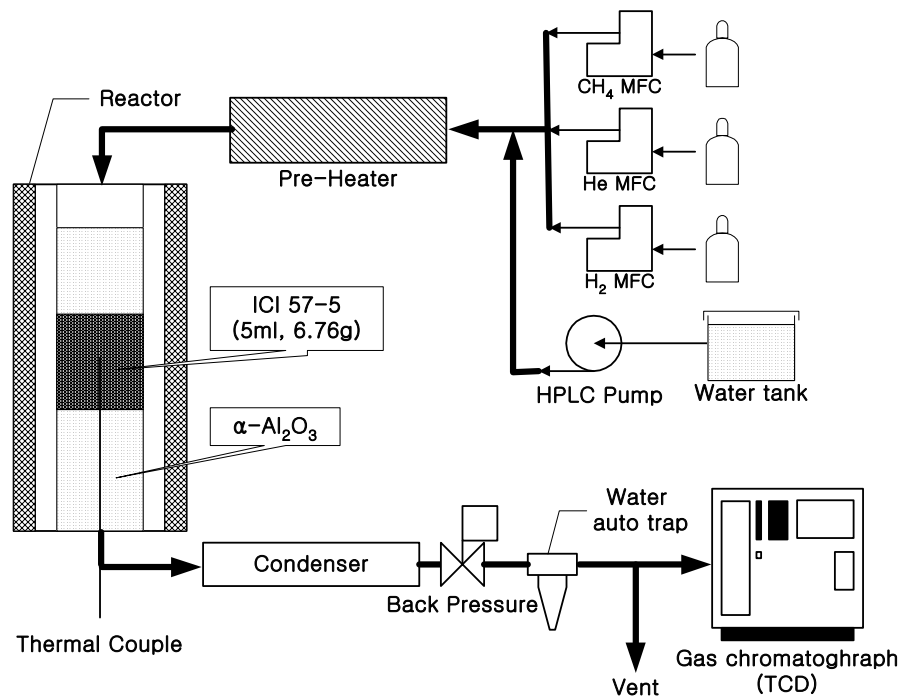 CH₄ MFC
Reactor
Pre-Heater
He MFC
H₂ MFC
ICI 57-5
(5ml, 6.76g)
HPLC Pump
Water tank
α-Al₂O₃
Water
auto trap
Condenser
Back Pressure
Thermal Couple
Gas chromatoghraph
(TCD)
Vent